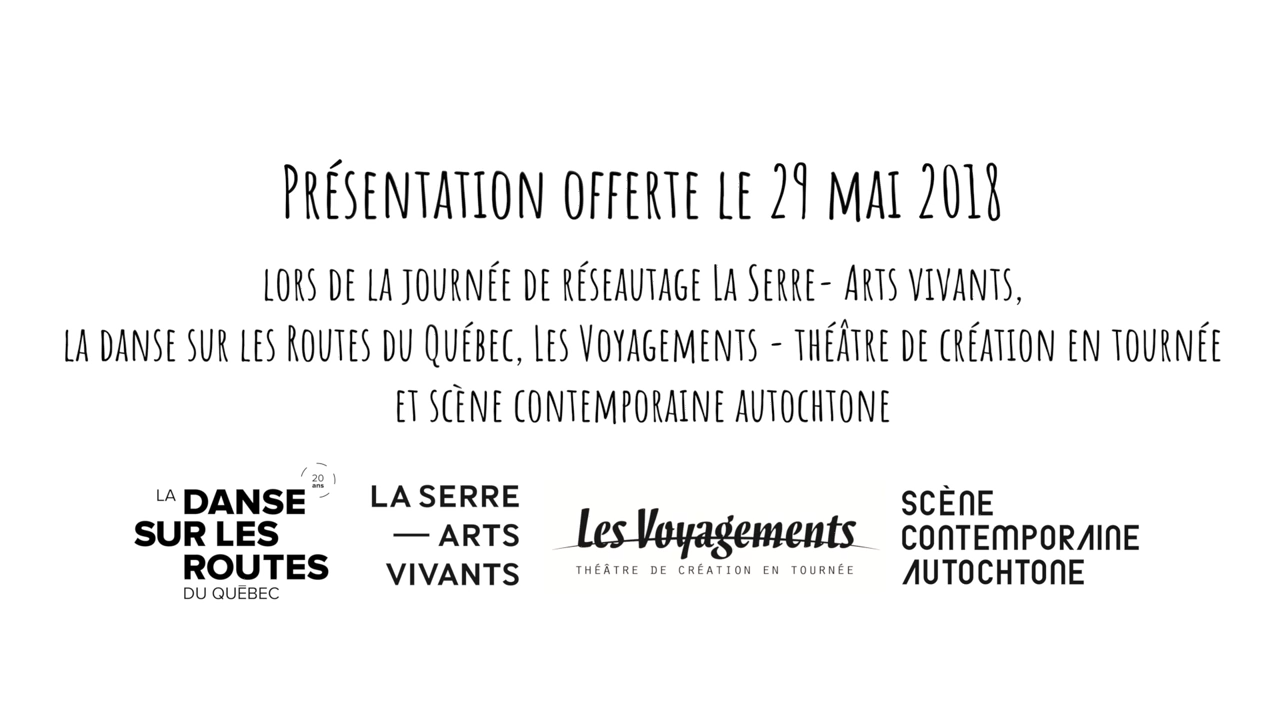 Présentation offerte le 29 mai 2018
lors de la journée de réseautage La Serre- Arts vivants,
la danse sur les Routes du Québec, Les Voyagements - théâtre de création en tournée
et scène contemporaine autochtone
20
ans
LA DANSE
SUR LES
ROUTES
DU QUÉBEC
LA SERRE
— ARTS
VIVANTS
Les Voyagements
THÉÂTRE DE CRÉATION EN TOURNÉE
SCÈNE
CONTEMPORAINE
AUTOCHTONE